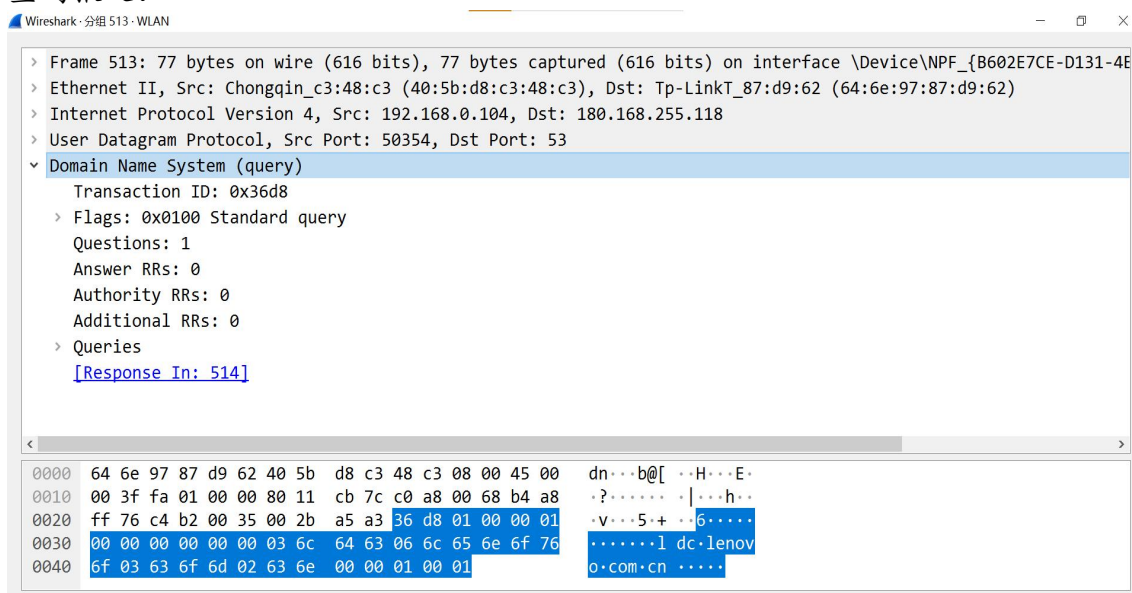 Wireshark · 分组 513 · WLAN
> Frame 513: 77 bytes on wire (616 bits), 77 bytes captured (616 bits) on interface \Device\NPF_{B602E7CE-D131-4E
> Ethernet II, Src: Chongqin_c3:48:c3 (40:5b:d8:c3:48:c3), Dst: Tp-LinkT_87:d9:62 (64:6e:97:87:d9:62)
> Internet Protocol Version 4, Src: 192.168.0.104, Dst: 180.168.255.118
> User Datagram Protocol, Src Port: 50354, Dst Port: 53
Domain Name System (query)
Transaction ID: 0x36d8
> Flags: 0x0100 Standard query
Questions: 1
Answer RRs: 0
Authority RRs: 0
Additional RRs: 0
> Queries
[Response In: 514]
0000 64 6e 97 87 d9 62 40 5b d8 c3 48 c3 08 00 45 00 dn···b@[ ··H···E·
0010 00 3f fa 01 00 00 80 11 cb 7c c0 a8 00 68 b4 a8 ·?······ ·|···h··
0020 ff 76 c4 b2 00 35 00 2b a5 a3 36 d8 01 00 00 01 ·v···5·+ ··6·····
0030 00 00 00 00 00 00 03 6c 64 63 06 6c 65 6e 6f 76 ·······l dc·lenov
0040 6f 03 63 6f 6d 02 63 6e 00 00 01 00 01 o·com·cn ·····